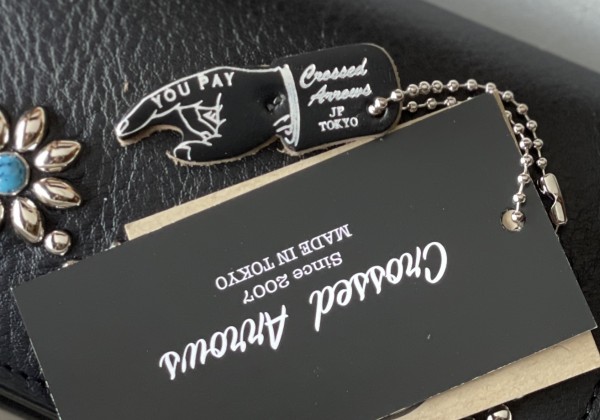 YOU PAY
Crossed
Arrows
JP
TOKYO
Crossed Arrows
Since 2007
MADE IN TOKYO